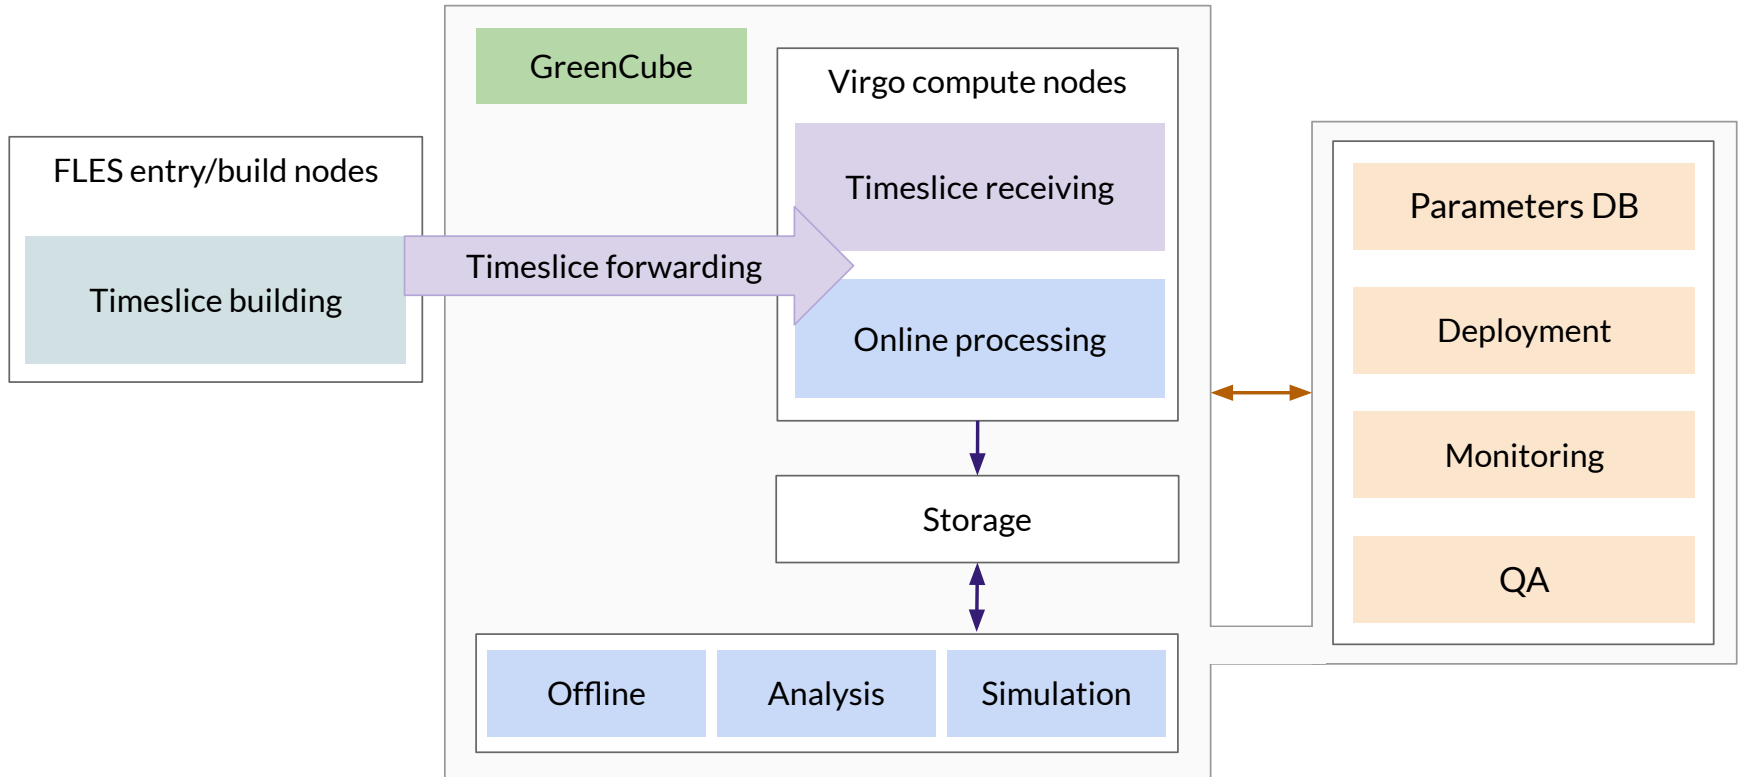 GreenCube
Virgo compute nodes
FLES entry/build nodes
Timeslice receiving
Timeslice forwarding
Timeslice building
Online processing
Storage
Offline
Analysis
Simulation
Parameters DB
Deployment
Monitoring
QA